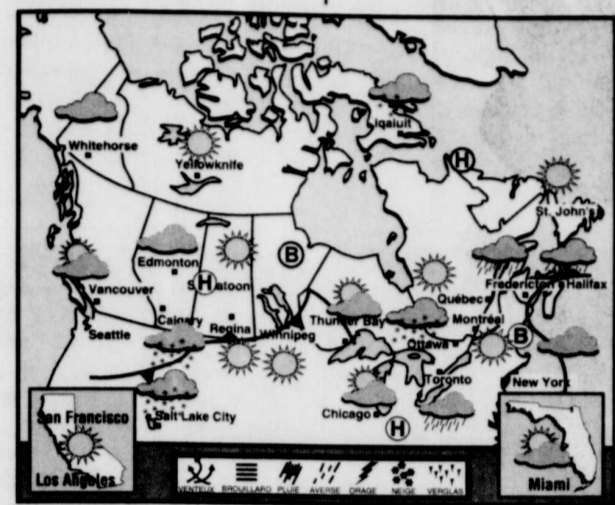 Iqaluit
Whitehorse
Yellowknife
H
St. John's
Edmonton
B
H
Fredericton Halifax
Vancouver
Québec
Calgary
Regina
Winnipeg
Thunder Bay
Montréal
Seattle
Ottawa
B
Toronto
New York
San Francisco
Salt Lake City
Chicago
H
Los Angeles
Miami
VENTEUX BROUILLARD PLUIE AVERSE ORAGE NEIGE VERGLAS